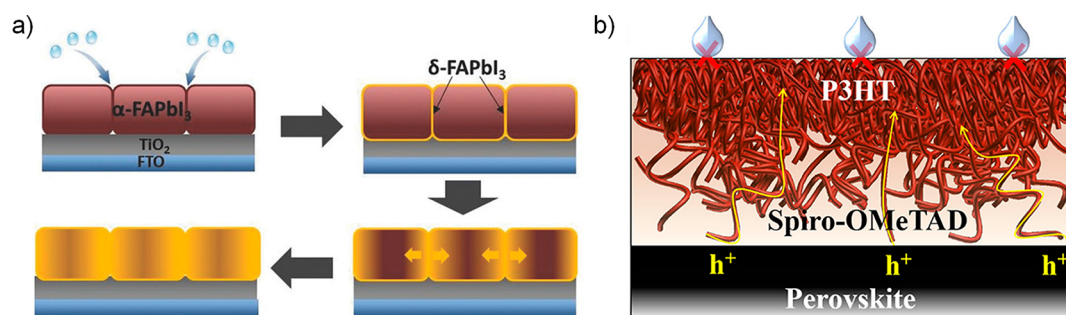 a)
α-FAPbI₃
TiO₂
FTO
δ-FAPbI₃
b)
P3HT
Spiro-OMeTAD
h⁺ h⁺ h⁺
Perovskite